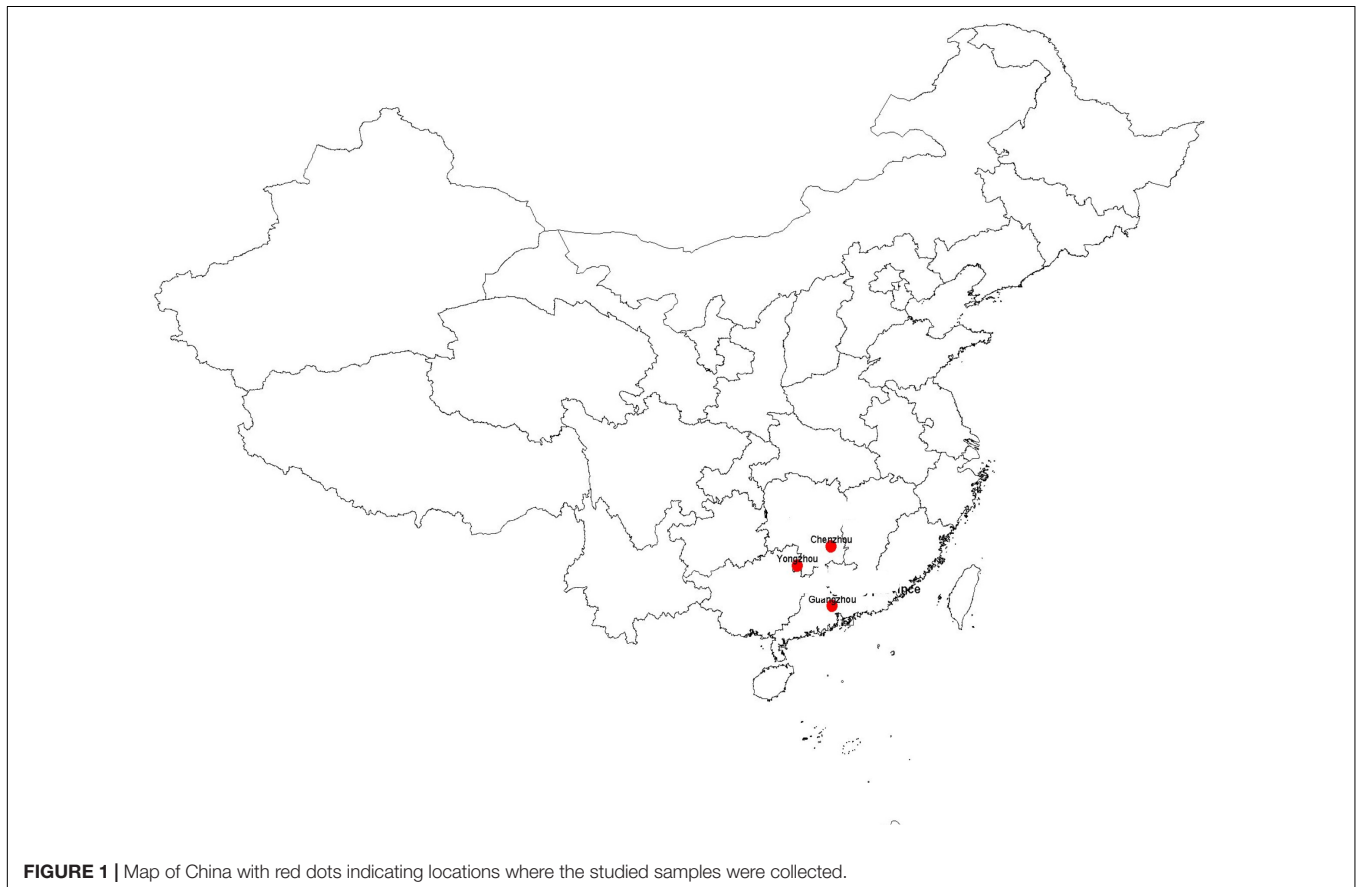 Chenzhou
Yongzhou
Guangzhou
nce
FIGURE 1 | Map of China with red dots indicating locations where the studied samples were collected.